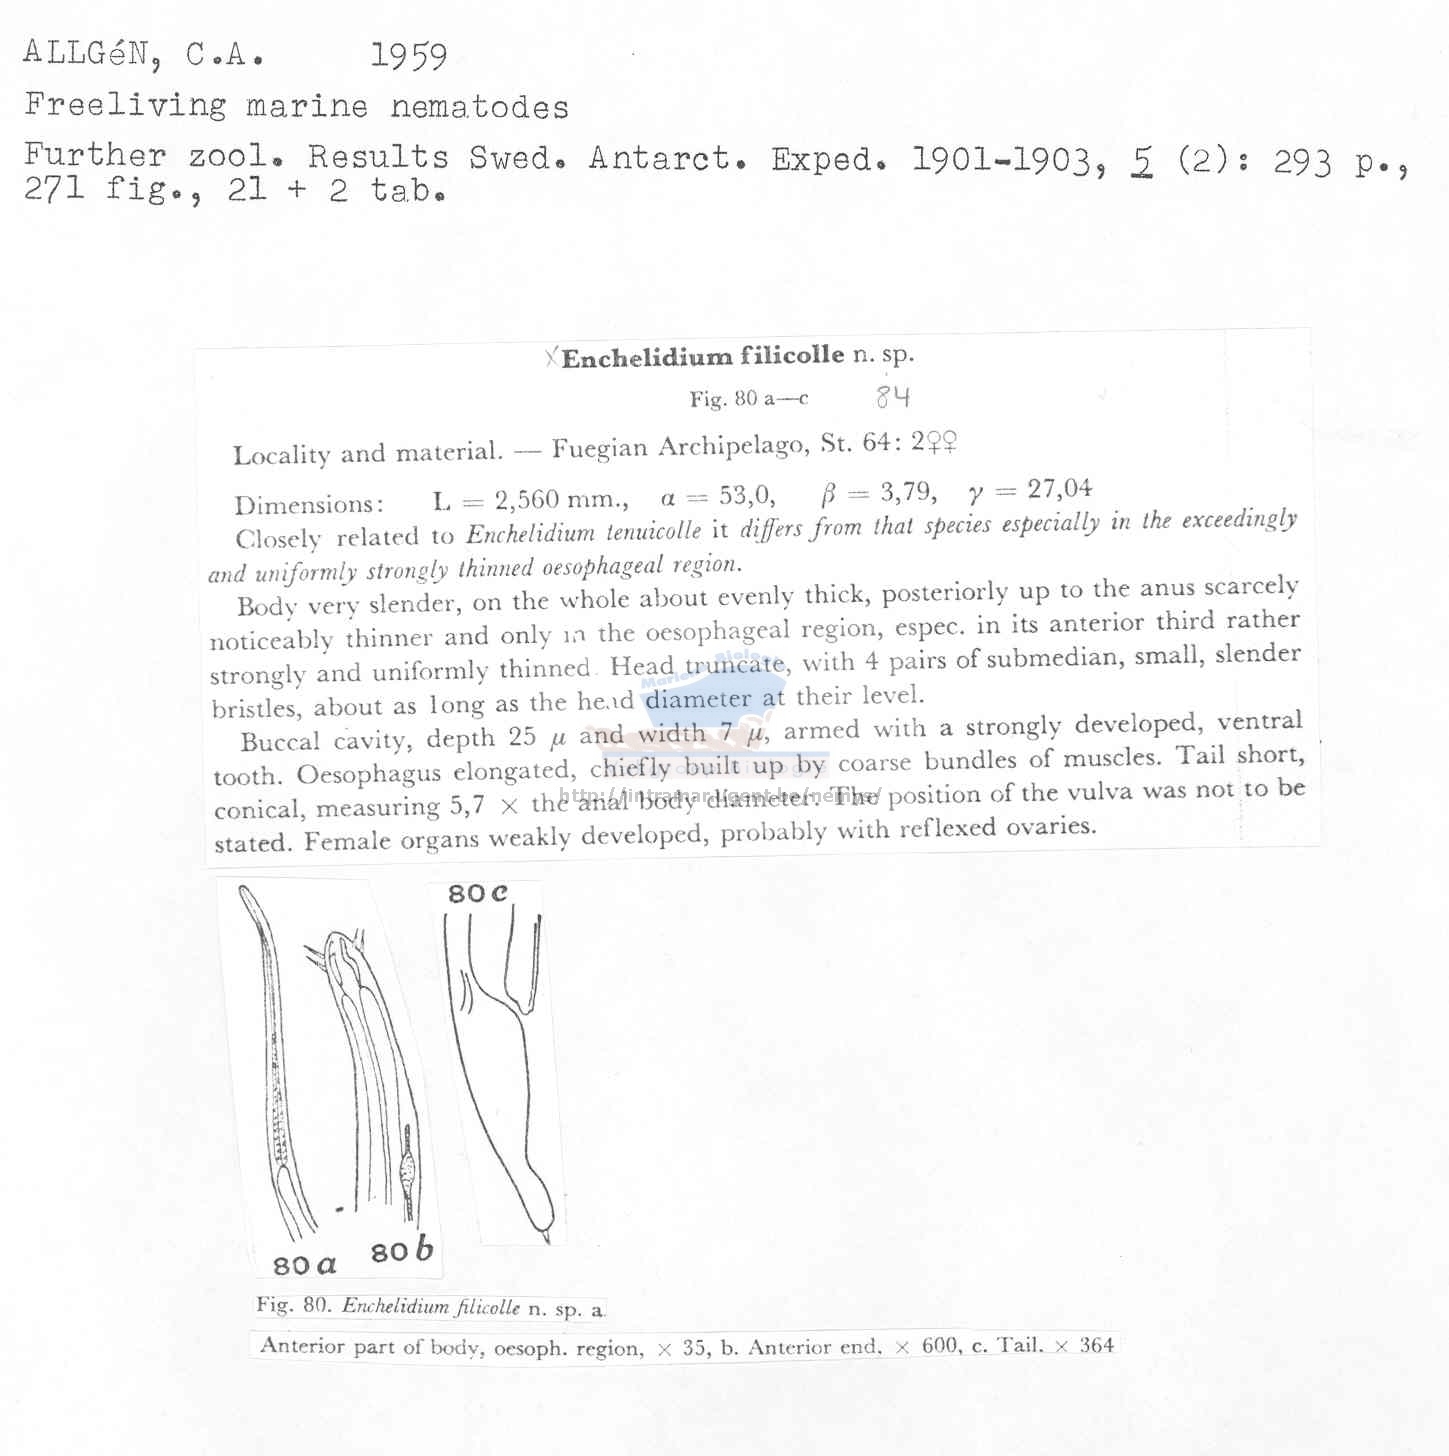 ALLGéN, C.A. 1959
Freeliving marine nematodes
Further zool. Results Swed. Antarct. Exped. 1901-1903, 5 (2): 293 p.,
271 fig., 21 + 2 tab.
Enchelidium filicolle n. sp.
Fig. 80 a—c 84
Locality and material. — Fuegian Archipelago, St. 64: 2♀♀
Dimensions: L = 2,560 mm., α = 53,0, β = 3,79, γ = 27,04
Closely related to Enchelidium tenuicolle it differs from that species especially in the exceedingly
and uniformly strongly thinned oesophageal region.
Body very slender, on the whole about evenly thick, posteriorly up to the anus scarcely
noticeably thinner and only in the oesophageal region, espec. in its anterior third rather
strongly and uniformly thinned. Head truncate, with 4 pairs of submedian, small, slender
bristles, about as long as the head diameter at their level.
Buccal cavity, depth 25 μ and width 7 μ, armed with a strongly developed, ventral
tooth. Oesophagus elongated, chiefly built up by coarse bundles of muscles. Tail short,
conical, measuring 5,7 × the anal body diameter. The position of the vulva was not to be
stated. Female organs weakly developed, probably with reflexed ovaries.
Marine Biology
http://intramar.ugent.be/nemys/
80 c
80 a 80 b
Fig. 80. Enchelidium filicolle n. sp. a.
Anterior part of body, oesoph. region, × 35, b. Anterior end. × 600, c. Tail. × 364